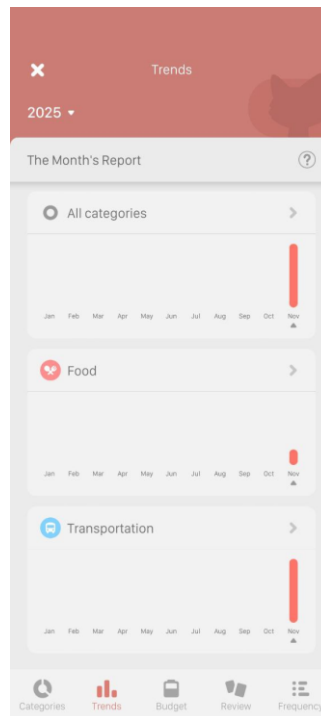 Trends
2025
The Month's Report ?
All categories
Jan Feb Mar Apr May Jun Jul Aug Sep Oct Nov
Food
Jan Feb Mar Apr May Jun Jul Aug Sep Oct Nov
Transportation
Jan Feb Mar Apr May Jun Jul Aug Sep Oct Nov
Categories Trends Budget Review Frequency